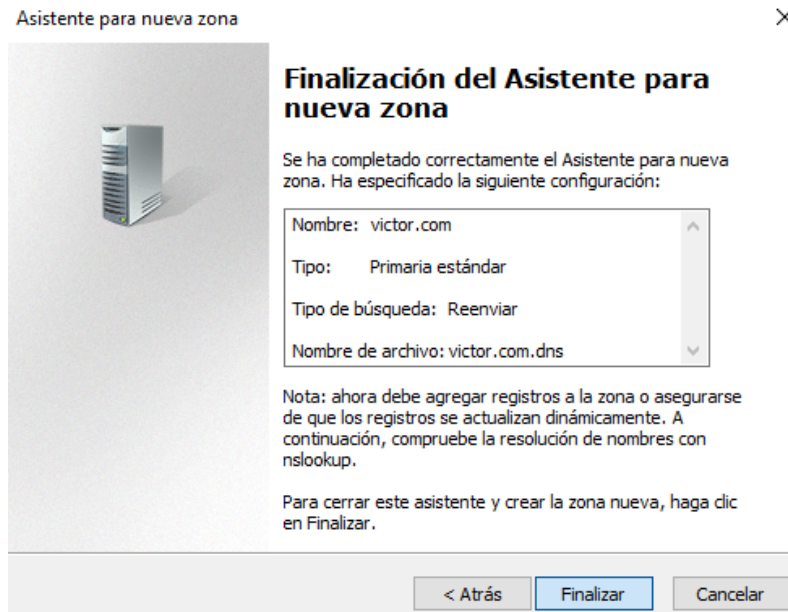 Asistente para nueva zona
Finalización del Asistente para
nueva zona
Se ha completado correctamente el Asistente para nueva
zona. Ha especificado la siguiente configuración:
Nombre: victor.com
Tipo: Primaria estándar
Tipo de búsqueda: Reenviar
Nombre de archivo: victor.com.dns
Nota: ahora debe agregar registros a la zona o asegurarse
de que los registros se actualizan dinámicamente. A
continuación, compruebe la resolución de nombres con
nslookup.
Para cerrar este asistente y crear la zona nueva, haga clic
en Finalizar.
< Atrás Finalizar Cancelar